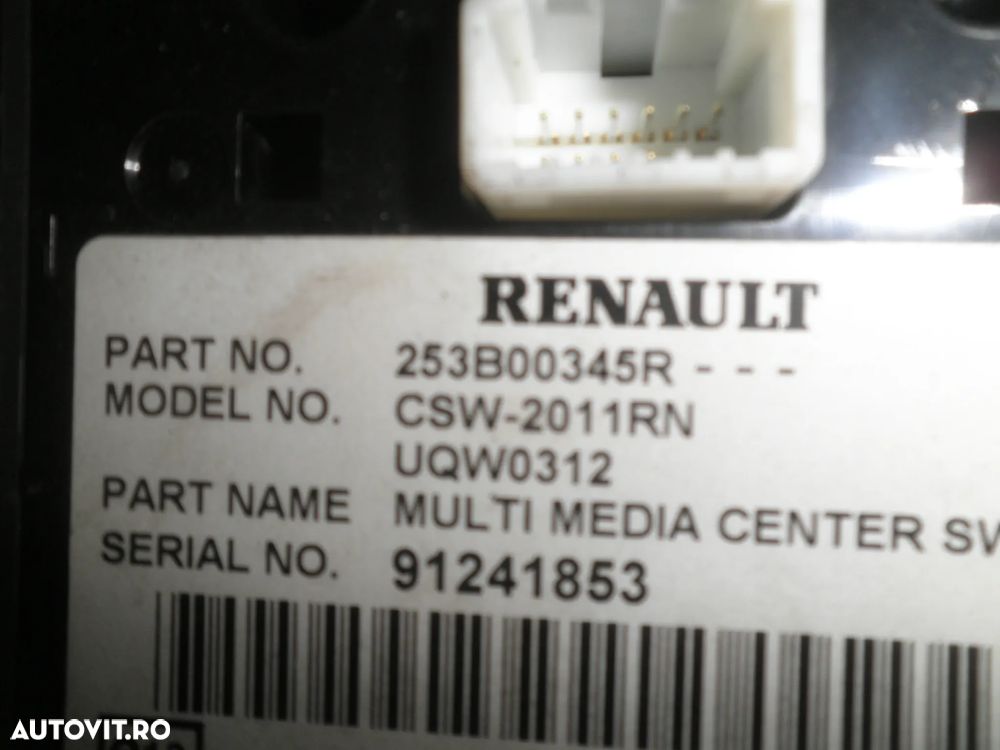 RENAULT
PART NO. 253B00345R - - -
MODEL NO. CSW-2011RN
UQW0312
PART NAME MULTI MEDIA CENTER
SERIAL NO. 91241853
AUTOVIT.RO